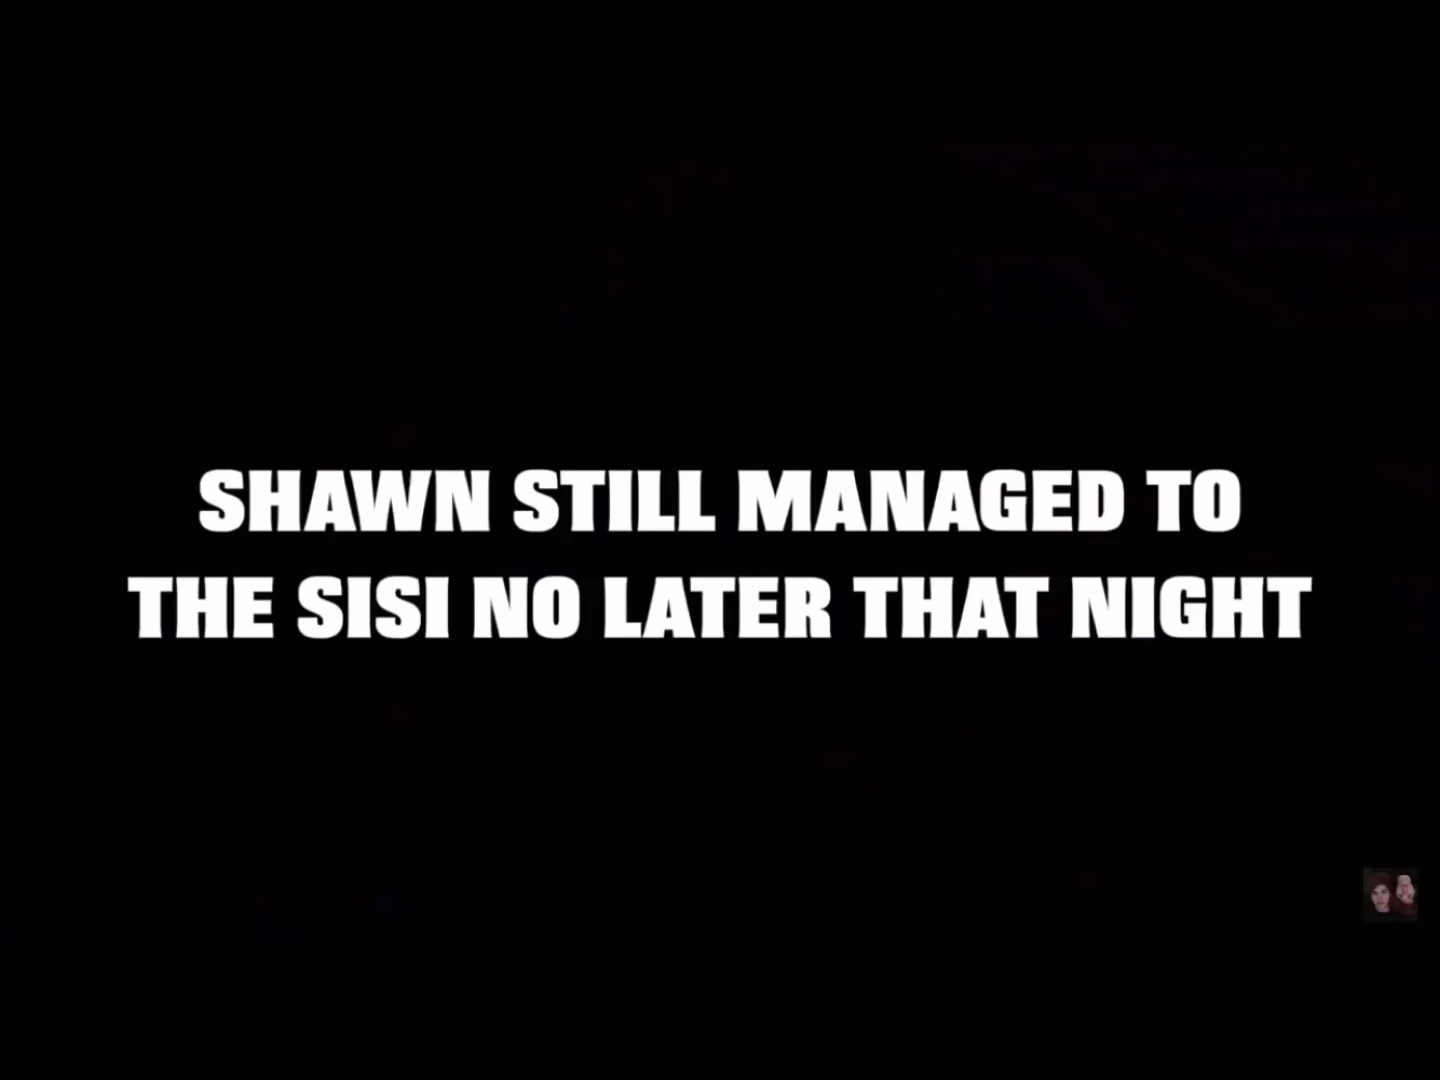 SHAWN STILL MANAGED TO
THE SISI NO LATER THAT NIGHT